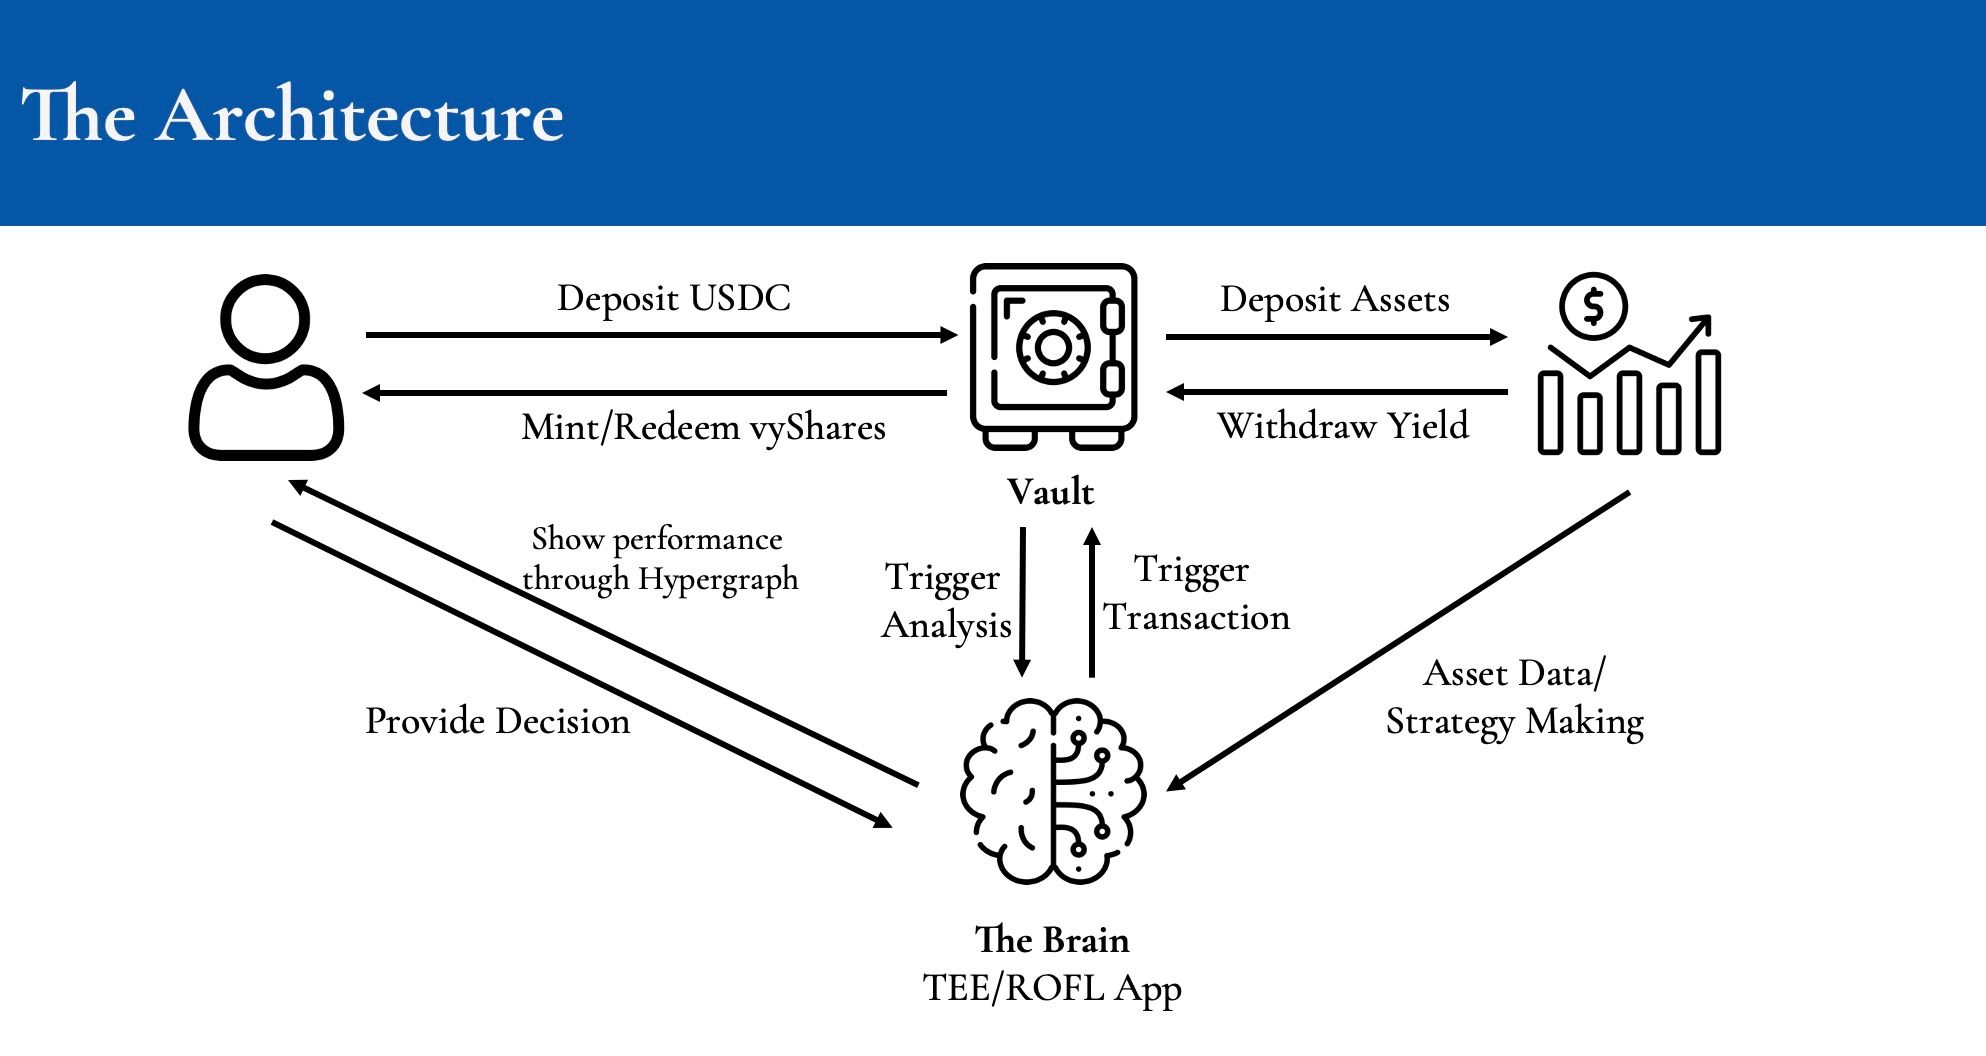 The Architecture
Deposit USDC
Deposit Assets
$
Mint/Redeem vyShares
Withdraw Yield
Vault
Show performance
through Hypergraph
Trigger
Analysis
Trigger
Transaction
Asset Data/
Strategy Making
Provide Decision
The Brain
TEE/ROFL App